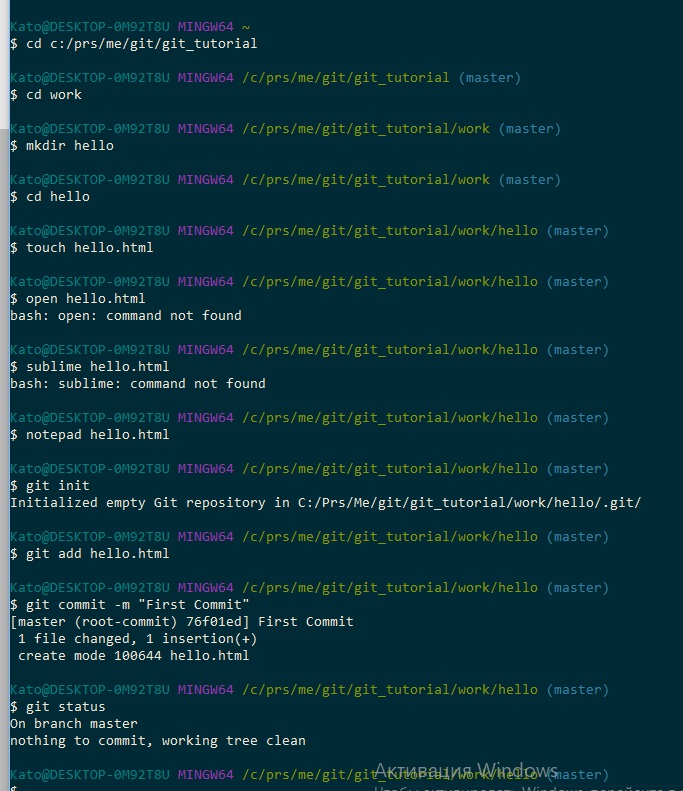 Kato@DESKTOP-0M92T8U MINGW64 ~
$ cd c:/prs/me/git/git_tutorial
Kato@DESKTOP-0M92T8U MINGW64 /c/prs/me/git/git_tutorial (master)
$ cd work
Kato@DESKTOP-0M92T8U MINGW64 /c/prs/me/git/git_tutorial/work (master)
$ mkdir hello
Kato@DESKTOP-0M92T8U MINGW64 /c/prs/me/git/git_tutorial/work (master)
$ cd hello
Kato@DESKTOP-0M92T8U MINGW64 /c/prs/me/git/git_tutorial/work/hello (master)
$ touch hello.html
Kato@DESKTOP-0M92T8U MINGW64 /c/prs/me/git/git_tutorial/work/hello (master)
$ open hello.html
bash: open: command not found
Kato@DESKTOP-0M92T8U MINGW64 /c/prs/me/git/git_tutorial/work/hello (master)
$ sublime hello.html
bash: sublime: command not found
Kato@DESKTOP-0M92T8U MINGW64 /c/prs/me/git/git_tutorial/work/hello (master)
$ notepad hello.html
Kato@DESKTOP-0M92T8U MINGW64 /c/prs/me/git/git_tutorial/work/hello (master)
$ git init
Initialized empty Git repository in C:/Prs/Me/git/git_tutorial/work/hello/.git/
Kato@DESKTOP-0M92T8U MINGW64 /c/prs/me/git/git_tutorial/work/hello (master)
$ git add hello.html
Kato@DESKTOP-0M92T8U MINGW64 /c/prs/me/git/git_tutorial/work/hello (master)
$ git commit -m "First Commit"
[master (root-commit) 76f01ed] First Commit
 1 file changed, 1 insertion(+)
 create mode 100644 hello.html
Kato@DESKTOP-0M92T8U MINGW64 /c/prs/me/git/git_tutorial/work/hello (master)
$ git status
On branch master
nothing to commit, working tree clean
Kato@DESKTOP-0M92T8U MINGW64 /c/prs/me/git/git_tutorial/work/hello (master)
Активация Windows
$